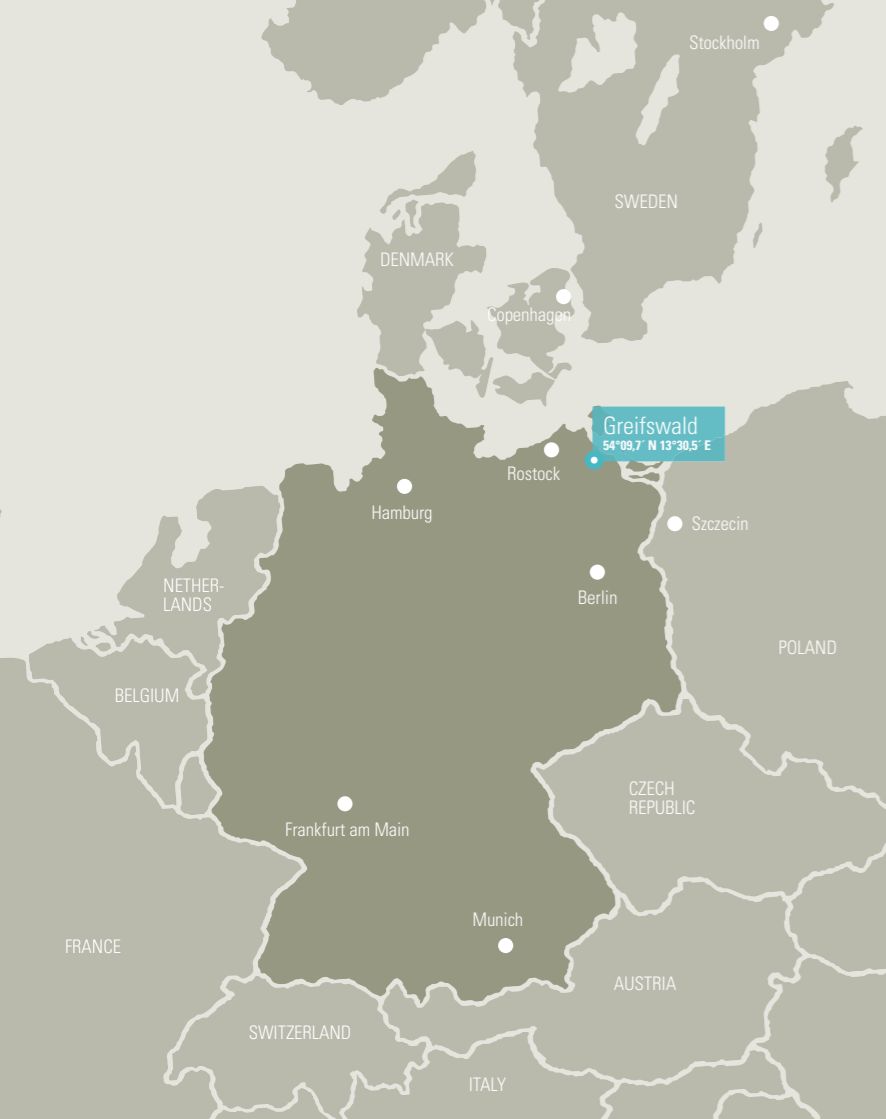 Stockholm
SWEDEN
DENMARK
Copenhagen
Greifswald
54°09,7´ N 13°30,5´ E
Rostock
Hamburg
Szczecin
NETHER-
LANDS
Berlin
POLAND
BELGIUM
CZECH
REPUBLIC
Frankfurt am Main
Munich
FRANCE
AUSTRIA
SWITZERLAND
ITALY